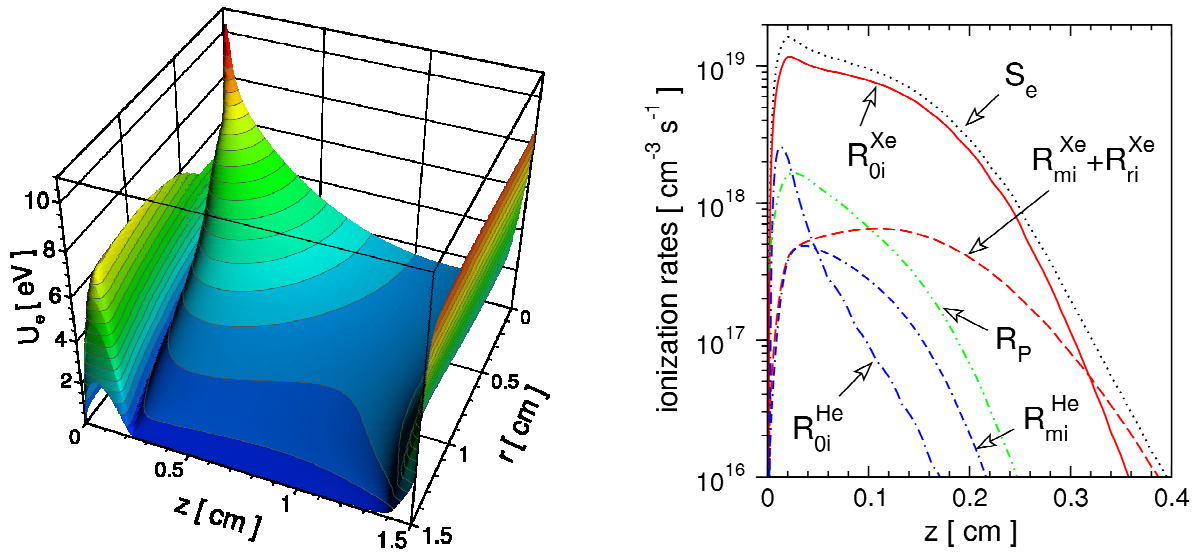 10
8
6
4
2
0
U_e [ eV ]
0
0.5
1
1.5
z [ cm ]
0
0.5
1
1.5
r [ cm ]
10^19
10^18
10^17
10^16
ionization rates [ cm^-3 s^-1 ]
S_e
R_0i^Xe
R_mi^Xe+R_ri^Xe
R_P
R_0i^He
R_mi^He
0
0.1
0.2
0.3
0.4
z [ cm ]